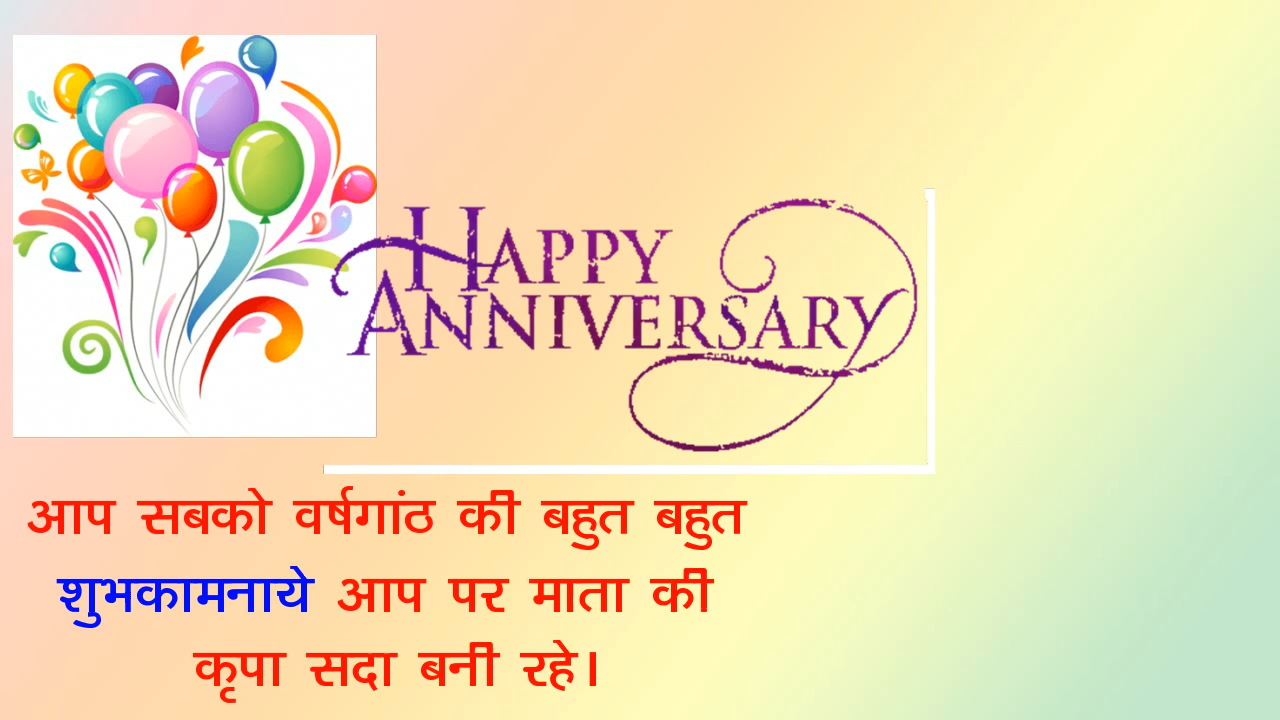 HAPPY
ANNIVERSARY
आप सबको वर्षगांठ की बहुत बहुत
शुभकामनाये आप पर माता की
कृपा सदा बनी रहे।